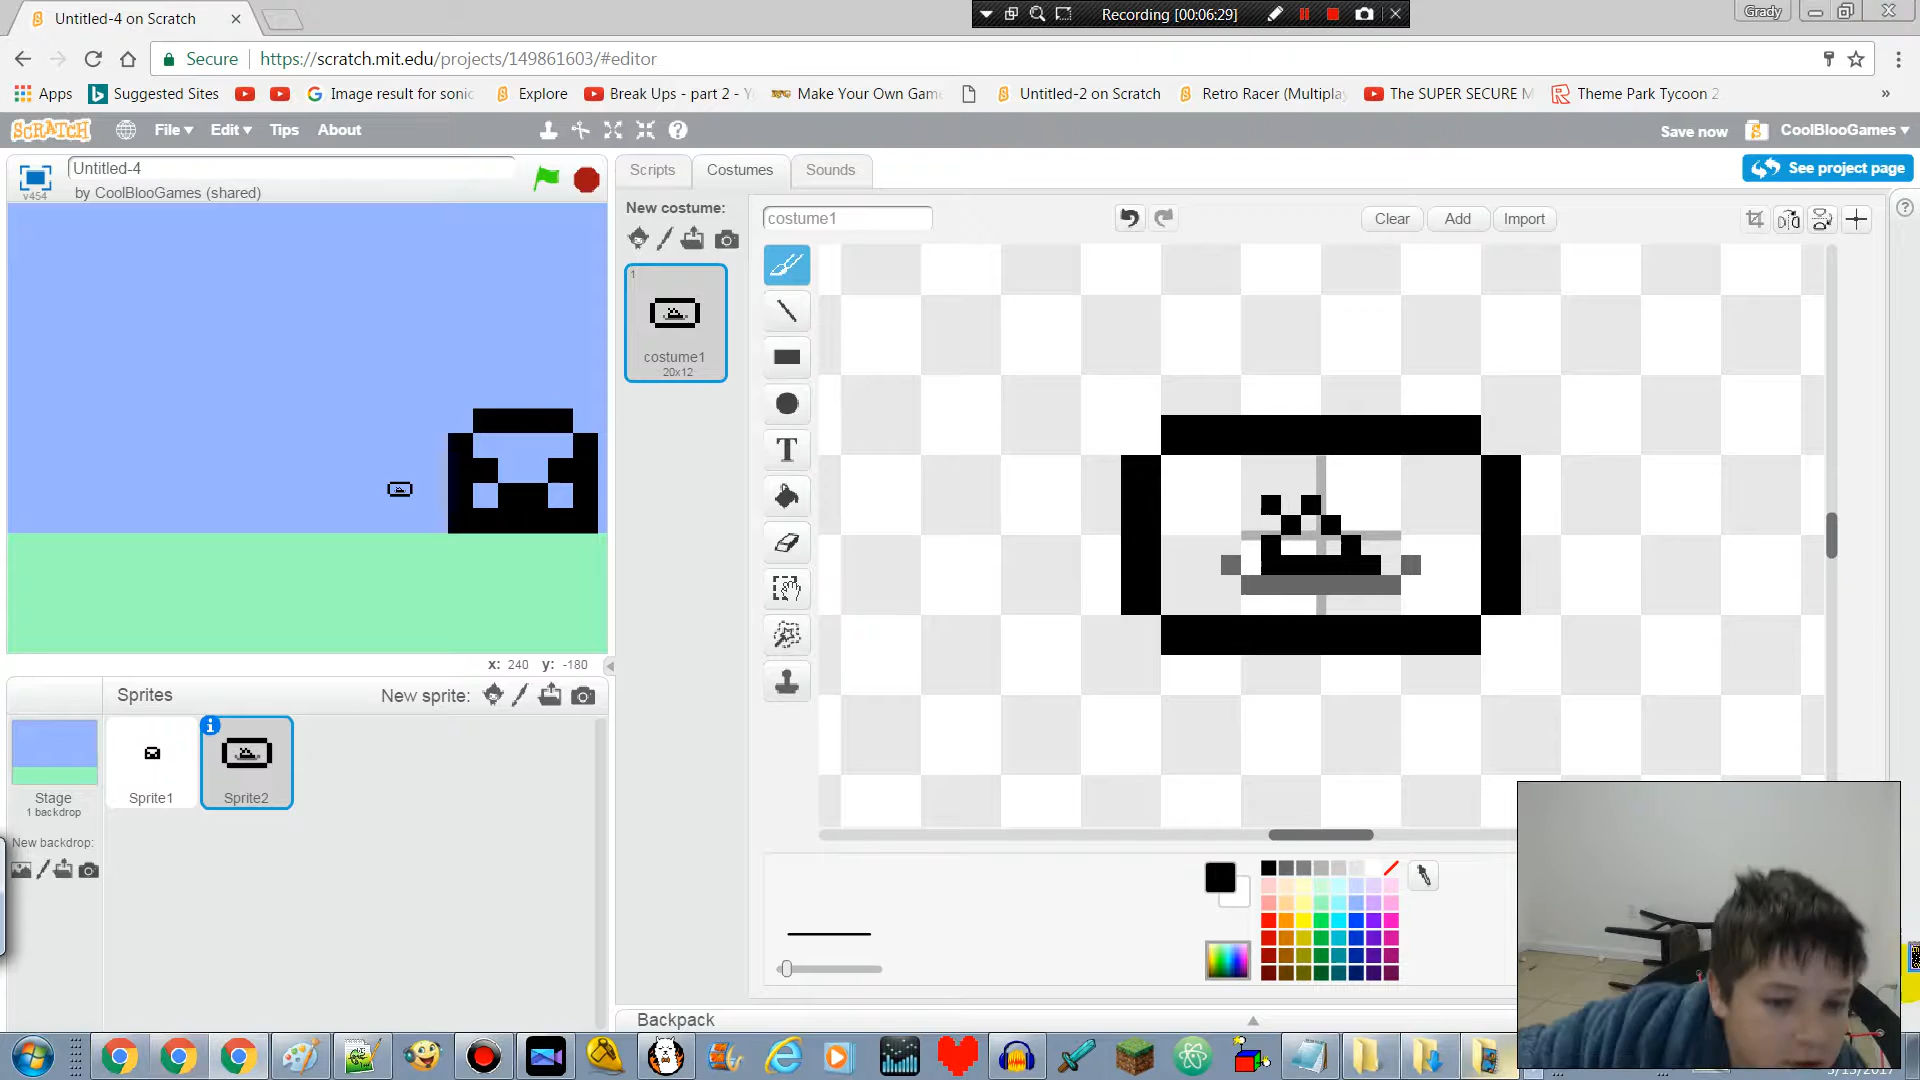 Untitled-4 on Scratch
Recording [00:06:29]
Grady
Secure
https://scratch.mit.edu/projects/149861603/#editor
Apps
Suggested Sites
Image result for sonic
Explore
Break Ups - part 2 - Y
Make Your Own Gam
Untitled-2 on Scratch
Retro Racer (Multipla
The SUPER SECURE M
Theme Park Tycoon 2
»
SCRATCH
File
Edit
Tips
About
Save now
CoolBlooGames
v454
Untitled-4
by CoolBlooGames (shared)
Scripts
Costumes
Sounds
See project page
New costume:
costume1
Clear
Add
Import
1
costume1
20x12
T
x: 240 y: -180
Sprites
New sprite:
Stage
1 backdrop
New backdrop:
Sprite1
Sprite2
Backpack